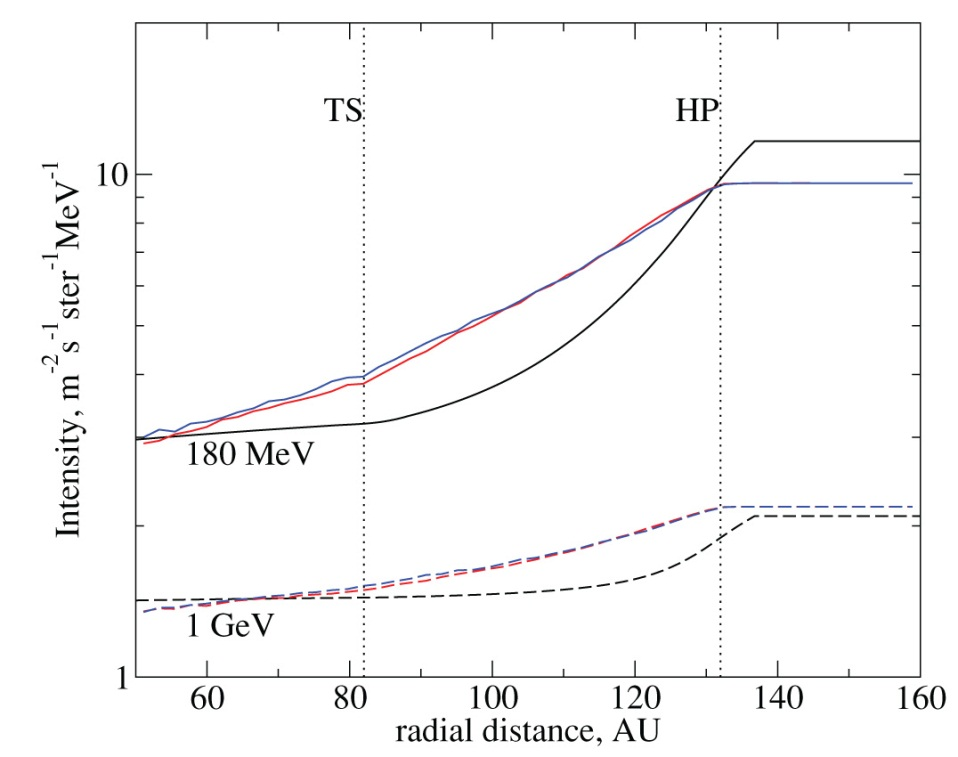 TS HP
10
Intensity, m⁻² s⁻¹ ster⁻¹ MeV⁻¹
180 MeV
1 GeV
1
60 80 100 120 140 160
radial distance, AU